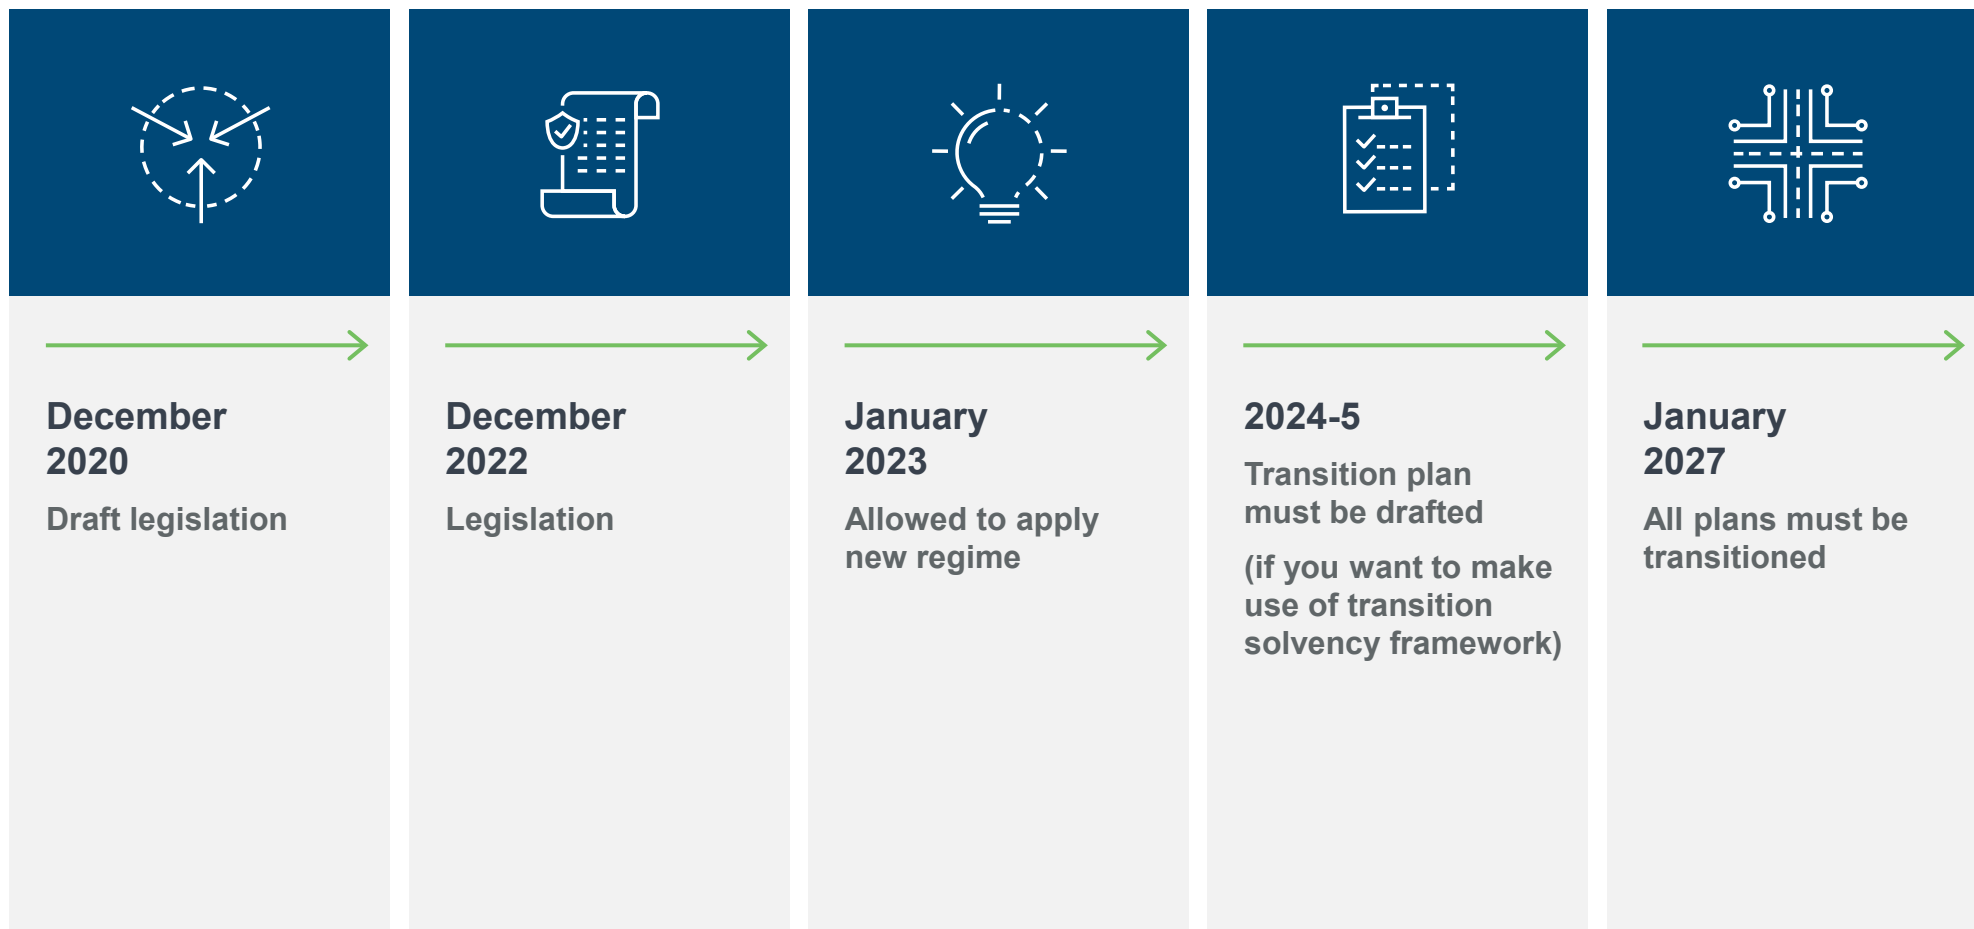 December
2020
Draft legislation
December
2022
Legislation
January
2023
Allowed to apply
new regime
2024-5
Transition plan
must be drafted
(if you want to make
use of transition
solvency framework)
January
2027
All plans must be
transitioned